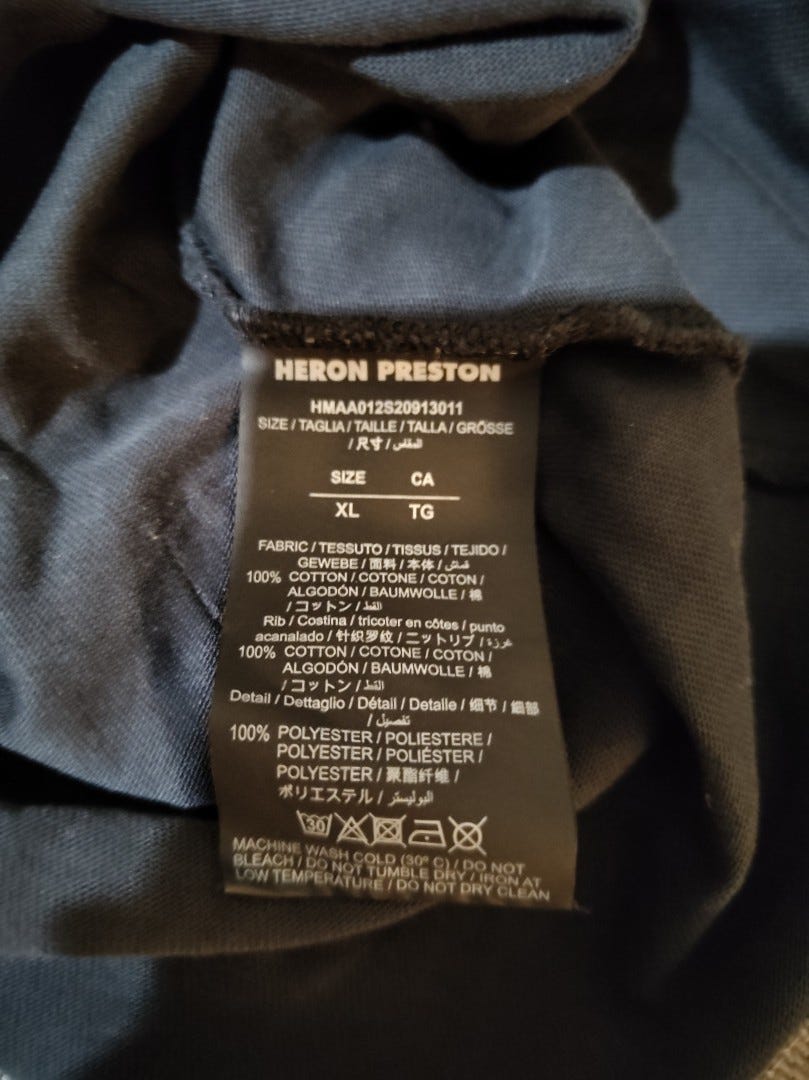 HERON PRESTON
HMAA012S20913011
SIZE / TAGLIA / TAILLE / TALLA / GRÖSSE
/ 尺寸 / المقاس
SIZE CA
XL TG
FABRIC / TESSUTO / TISSUS / TEJIDO /
GEWEBE / 面料 / 本体 / قماش
100% COTTON / COTONE / COTON /
ALGODÓN / BAUMWOLLE / 棉
/ コットン / القطن
Rib / Costina / tricoter en côtes / punto
acanalado / 针织罗纹 / ニットリブ / غرزة
100% COTTON / COTONE / COTON /
ALGODÓN / BAUMWOLLE / 棉
/ コットン / القطن
Detail / Dettaglio / Détail / Detalle / 细节 / 細部
/ تفصيل
100% POLYESTER / POLIESTERE /
POLYESTER / POLIÉSTER /
POLYESTER / 聚酯纤维 /
ポリエステル / البوليستر
30
MACHINE WASH COLD (30º C) / DO NOT
BLEACH / DO NOT TUMBLE DRY / IRON AT
LOW TEMPERATURE / DO NOT DRY CLEAN